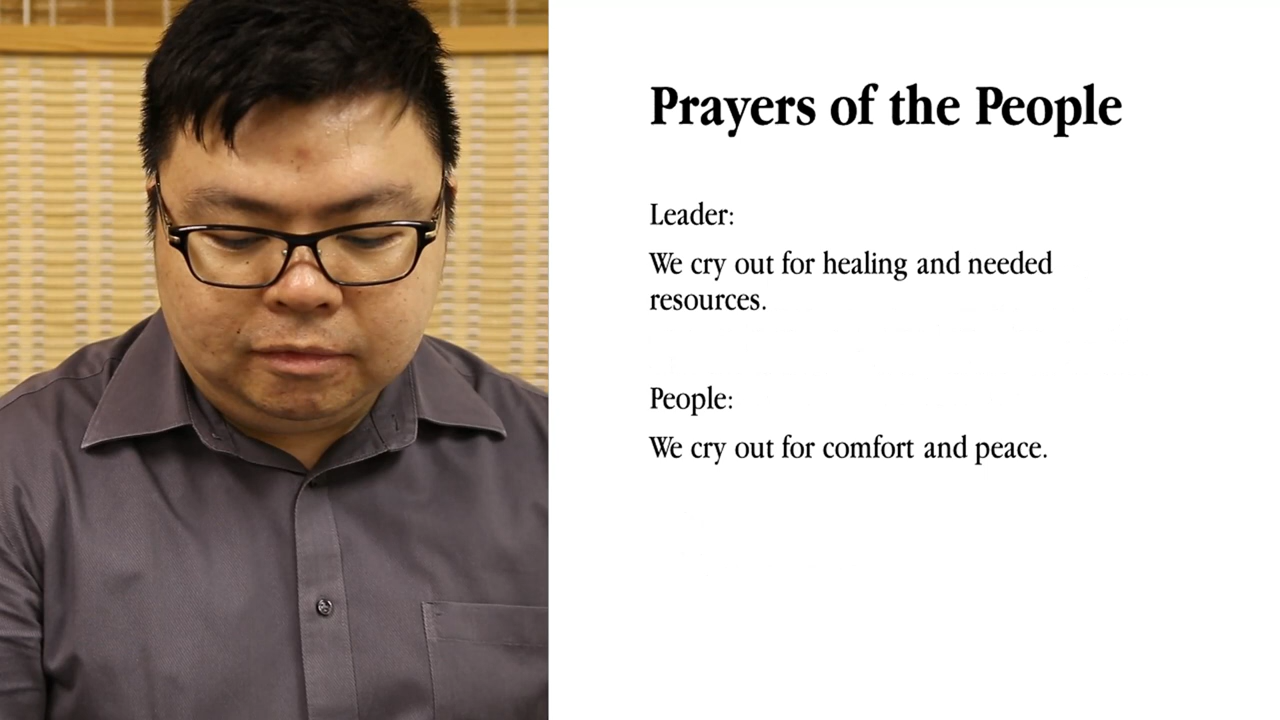 Prayers of the People
Leader:
We cry out for healing and needed
resources.
People:
We cry out for comfort and peace.